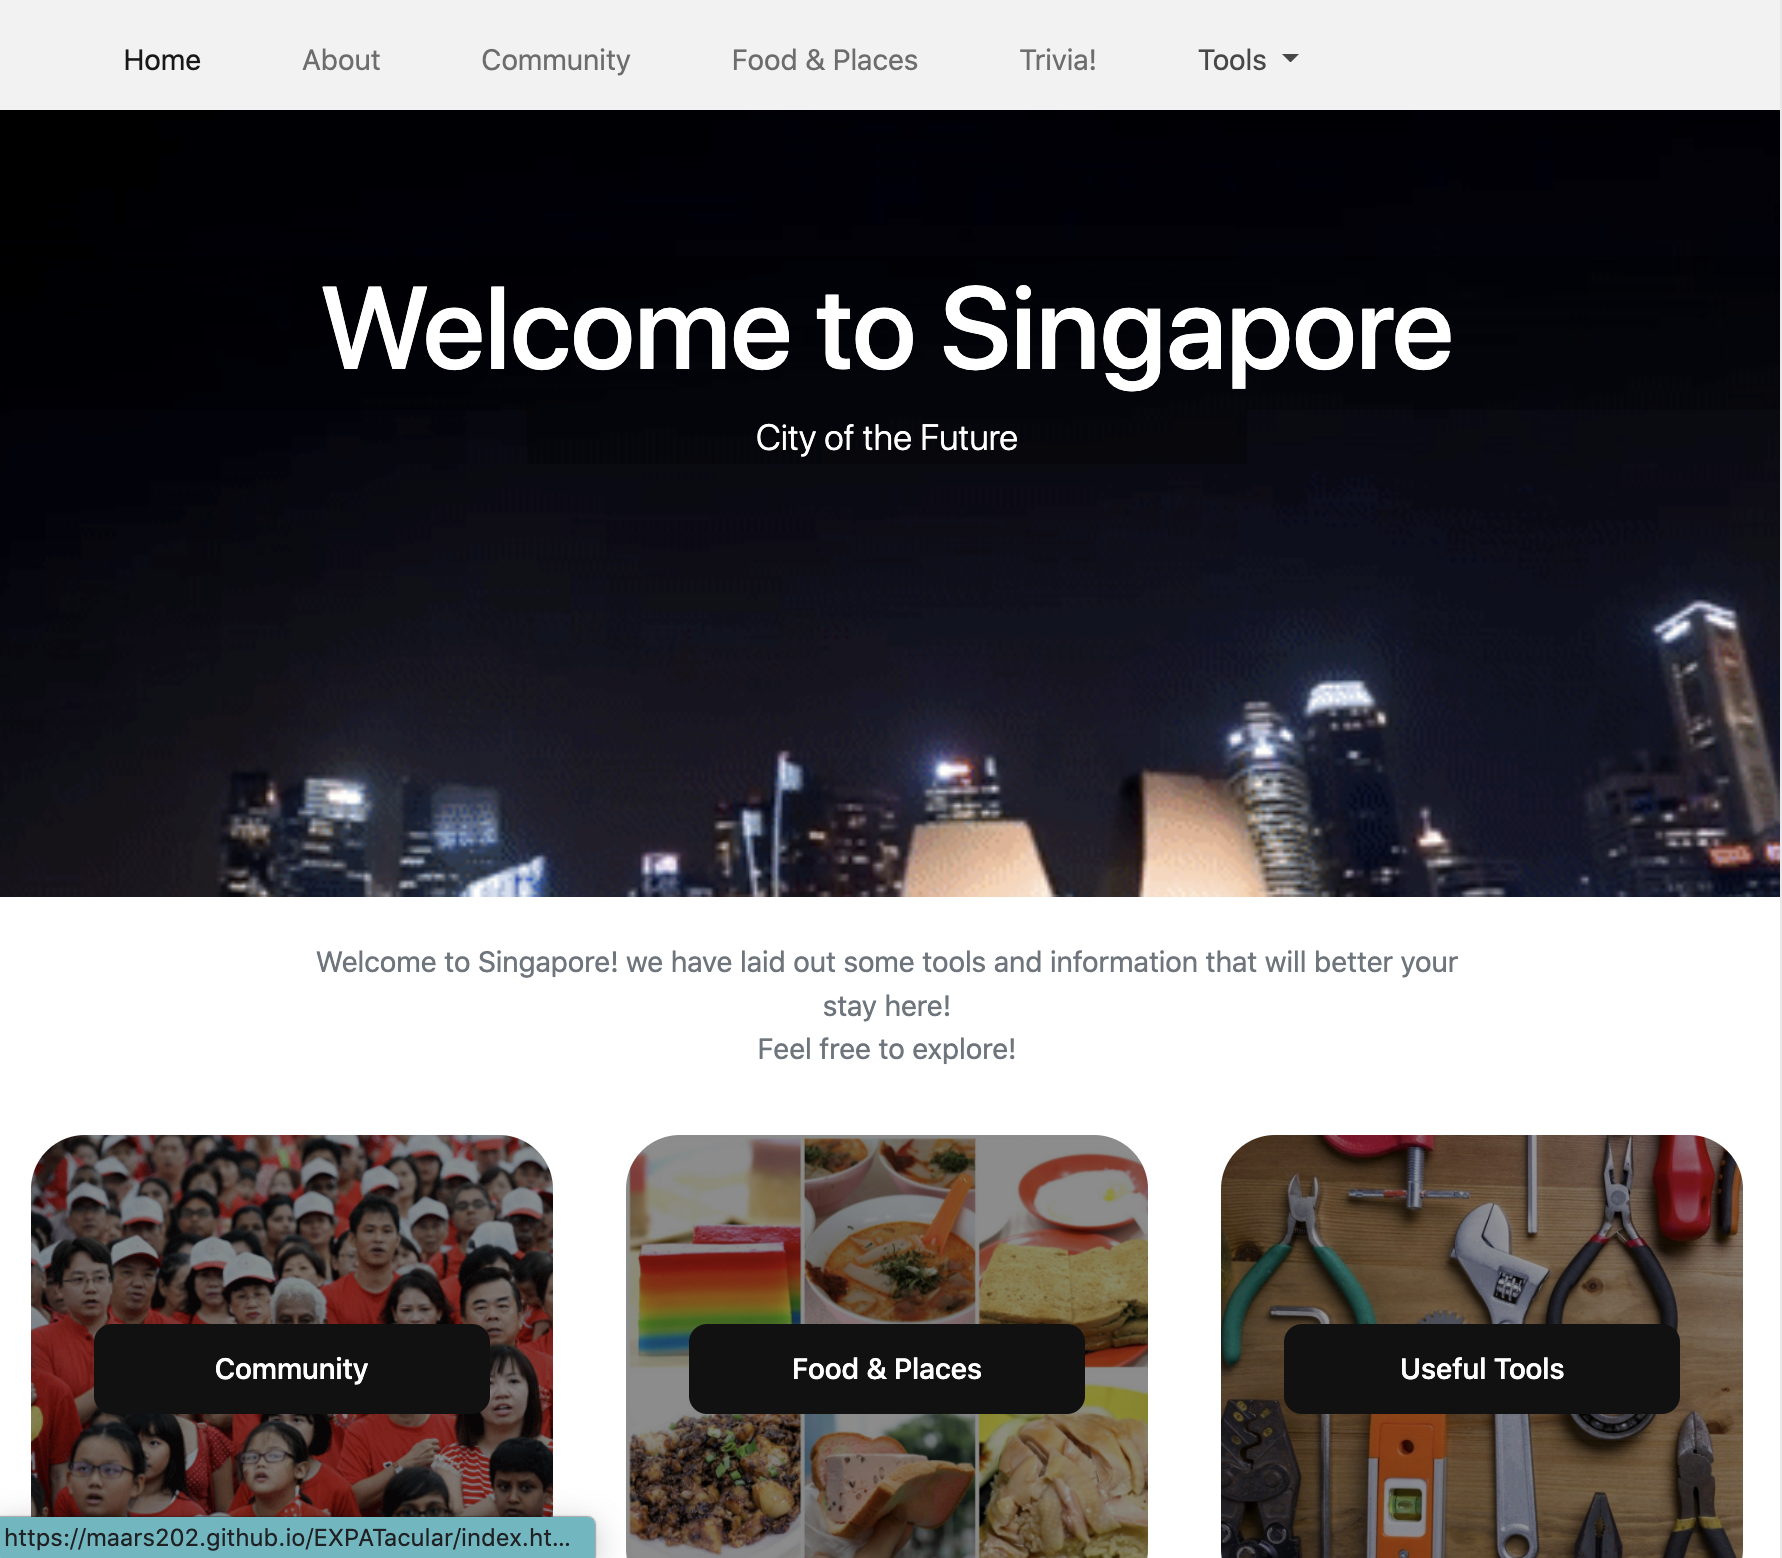 Home About Community Food & Places Trivia! Tools
Welcome to Singapore
City of the Future
Welcome to Singapore! we have laid out some tools and information that will better your
stay here!
Feel free to explore!
Community Food & Places Useful Tools
https://maars202.github.io/EXPATacular/index.ht...